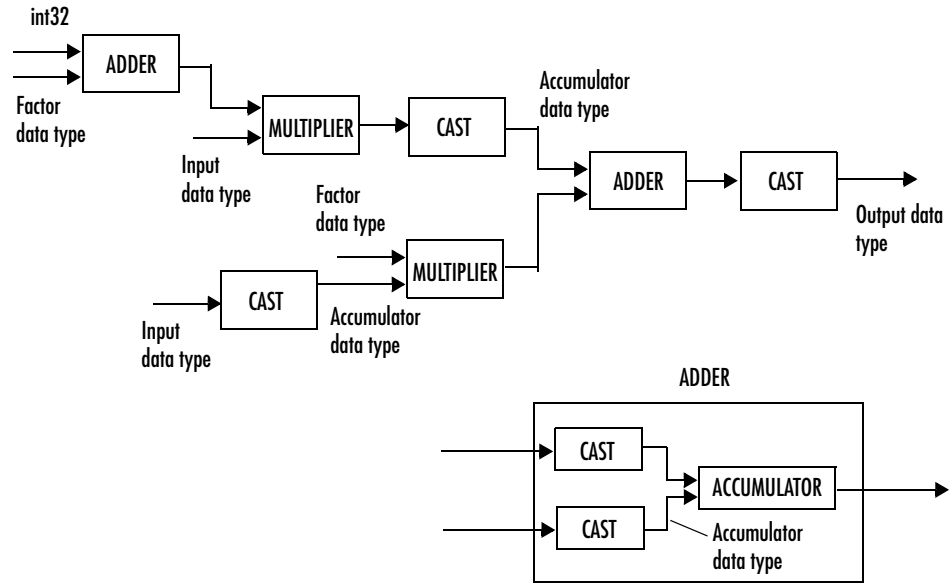 int32
ADDER
Factor
data type
MULTIPLIER
Input
data type
CAST
Accumulator
data type
ADDER
CAST
Output data
type
Factor
data type
MULTIPLIER
CAST
Input
data type
Accumulator
data type
ADDER
CAST
CAST
ACCUMULATOR
Accumulator
data type